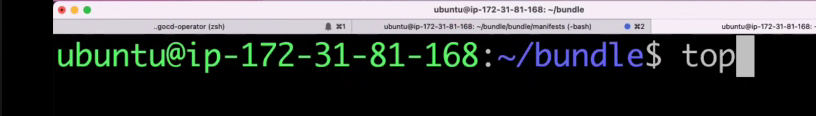 ubuntu@ip-172-31-81-168: ~/bundle
..gocd-operator (zsh) ⌘1 ubuntu@ip-172-31-81-168: ~/bundle/bundle/manifests (-bash) ⌘2 ubuntu@ip-172-31-81-168: ~
ubuntu@ip-172-31-81-168:~/bundle$ top